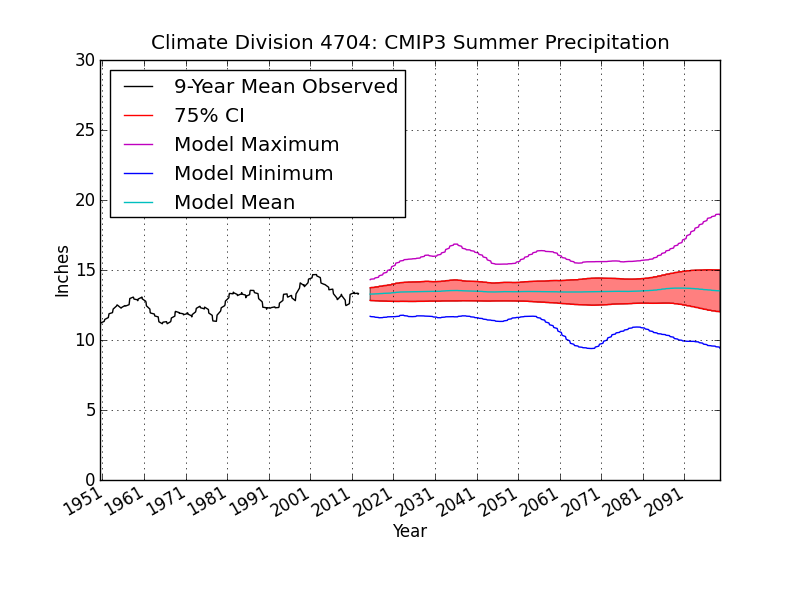 Climate Division 4704: CMIP3 Summer Precipitation
30
25
20
15
10
5
0
Inches
9-Year Mean Observed
75% CI
Model Maximum
Model Minimum
Model Mean
1951
1961
1971
1981
1991
2001
2011
2021
2031
2041
2051
2061
2071
2081
2091
Year